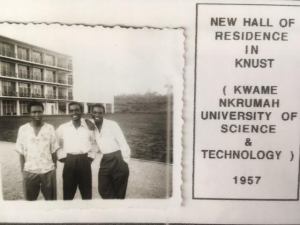 NEW HALL OF
RESIDENCE
IN
KNUST
( KWAME
NKRUMAH
UNIVERSITY OF
SCIENCE
&
TECHNOLOGY )
1957